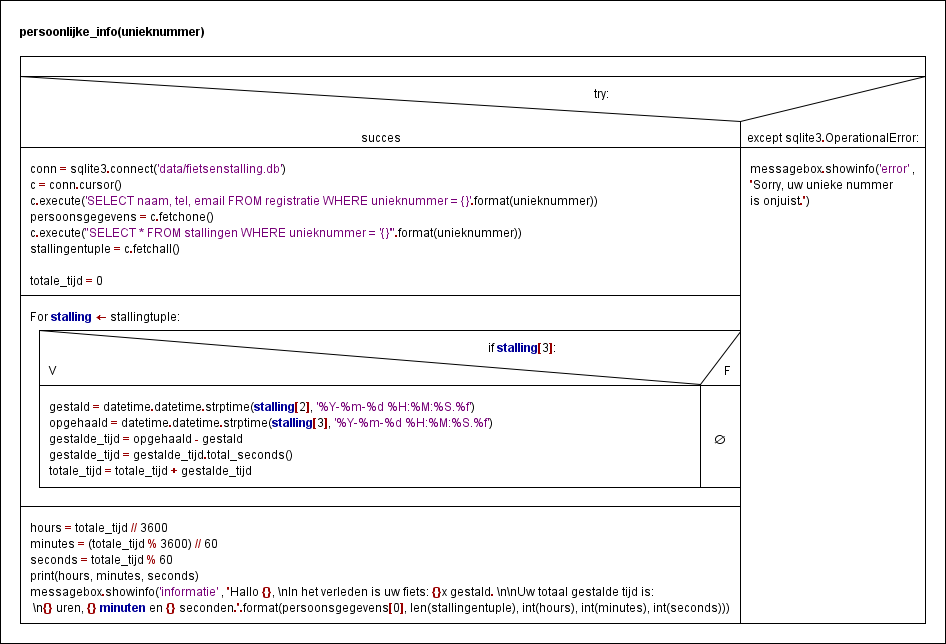 persoonlijke_info(unieknummer)
try:
succes
except sqlite3.OperationalError:
conn = sqlite3.connect('data/fietsenstalling.db')
c = conn.cursor()
c.execute('SELECT naam, tel, email FROM registratie WHERE unieknummer = {}'.format(unieknummer))
persoonsgegevens = c.fetchone()
c.execute("SELECT * FROM stallingen WHERE unieknummer = '{}'".format(unieknummer))
stallingentuple = c.fetchall()
totale_tijd = 0
For stalling ← stallingtuple:
if stalling[3]:
V
F
gestald = datetime.datetime.strptime(stalling[2], '%Y-%m-%d %H:%M:%S.%f')
opgehaald = datetime.datetime.strptime(stalling[3], '%Y-%m-%d %H:%M:%S.%f')
gestalde_tijd = opgehaald - gestald
gestalde_tijd = gestalde_tijd.total_seconds()
totale_tijd = totale_tijd + gestalde_tijd
∅
hours = totale_tijd // 3600
minutes = (totale_tijd % 3600) // 60
seconds = totale_tijd % 60
print(hours, minutes, seconds)
messagebox.showinfo('informatie' , 'Hallo {}, \nIn het verleden is uw fiets: {}x gestald. \n\nUw totaal gestalde tijd is:
\n{} uren, {} minuten en {} seconden.'.format(persoonsgegevens[0], len(stallingentuple), int(hours), int(minutes), int(seconds)))
messagebox.showinfo('error' ,
'Sorry, uw unieke nummer
is onjuist.')